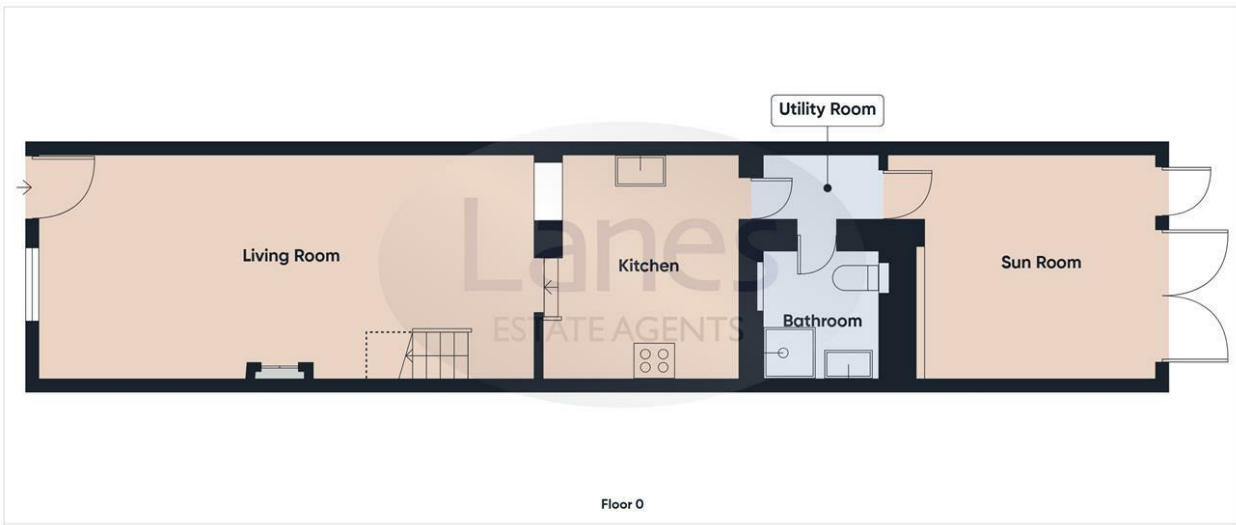 Utility Room
Living Room
Kitchen
Sun Room
Bathroom
Lanes
ESTATE AGENTS
Floor 0